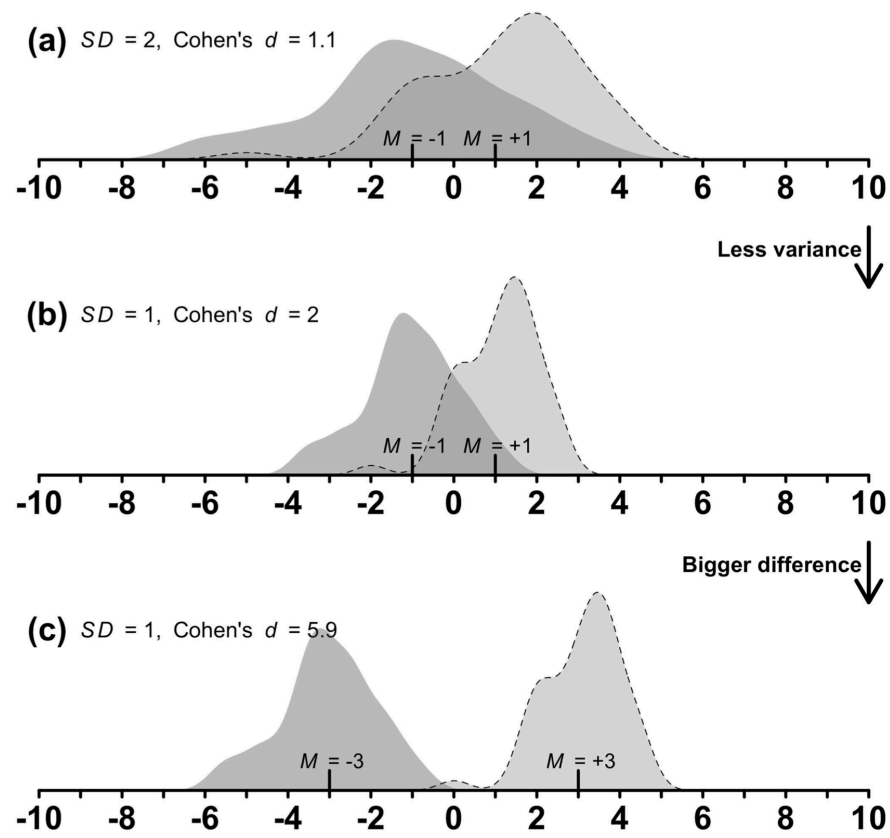 (a) SD = 2, Cohen's d = 1.1
M = -1 M = +1
-10 -8 -6 -4 -2 0 2 4 6 8 10
Less variance
(b) SD = 1, Cohen's d = 2
M = -1 M = +1
-10 -8 -6 -4 -2 0 2 4 6 8 10
Bigger difference
(c) SD = 1, Cohen's d = 5.9
M = -3 M = +3
-10 -8 -6 -4 -2 0 2 4 6 8 10